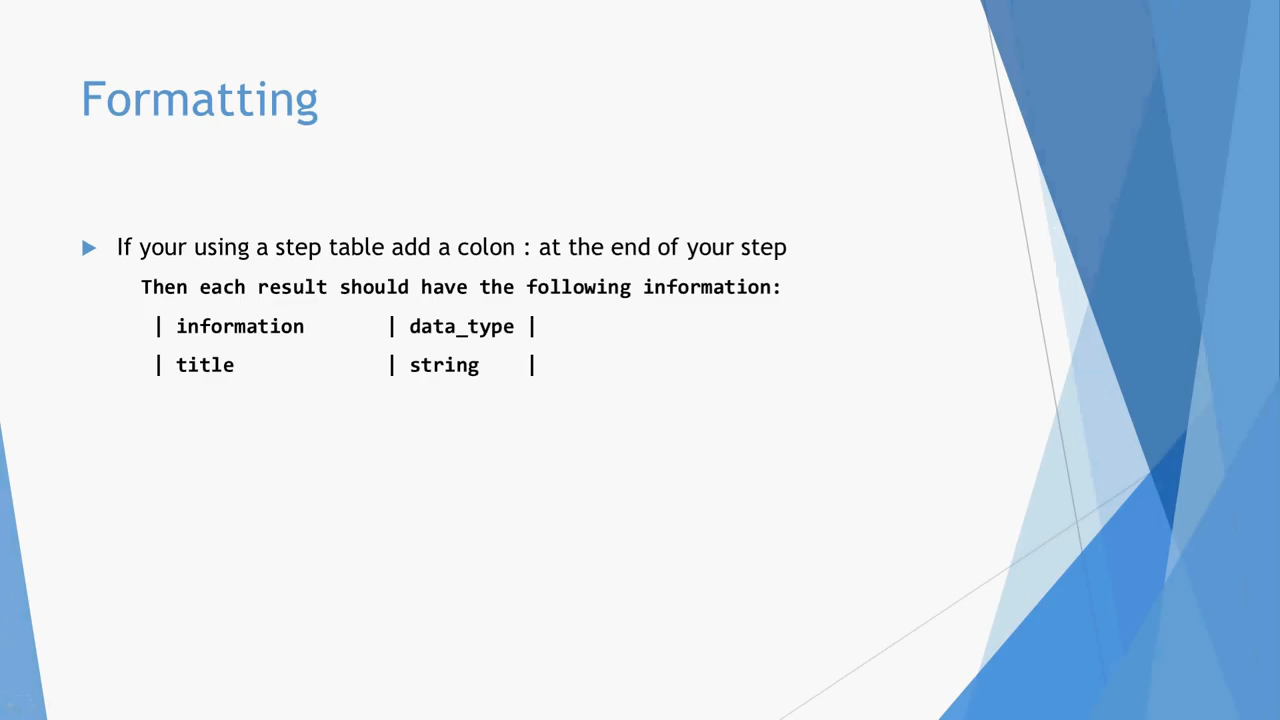 Formatting
If your using a step table add a colon : at the end of your step
Then each result should have the following information:
| information | data_type |
| title | string |